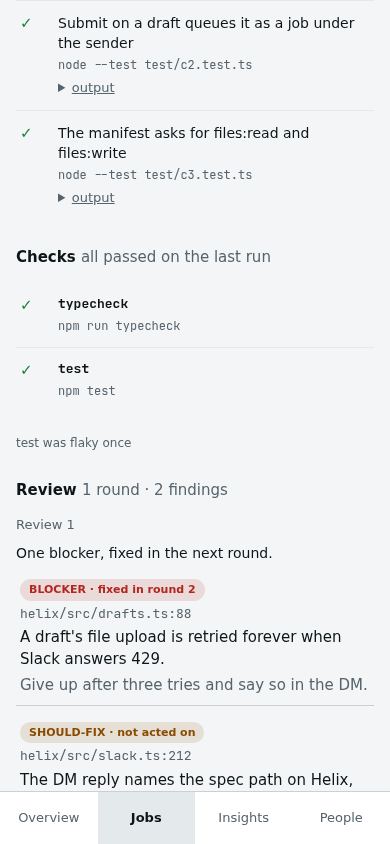 ✓ Submit on a draft queues it as a job under
the sender
node --test test/c2.test.ts
▶ output
✓ The manifest asks for files:read and
files:write
node --test test/c3.test.ts
▶ output
Checks all passed on the last run
✓ typecheck
npm run typecheck
✓ test
npm test
test was flaky once
Review 1 round · 2 findings
Review 1
One blocker, fixed in the next round.
BLOCKER · fixed in round 2
helix/src/drafts.ts:88
A draft's file upload is retried forever when
Slack answers 429.
Give up after three tries and say so in the DM.
SHOULD-FIX · not acted on
helix/src/slack.ts:212
The DM reply names the spec path on Helix,
Overview Jobs Insights People